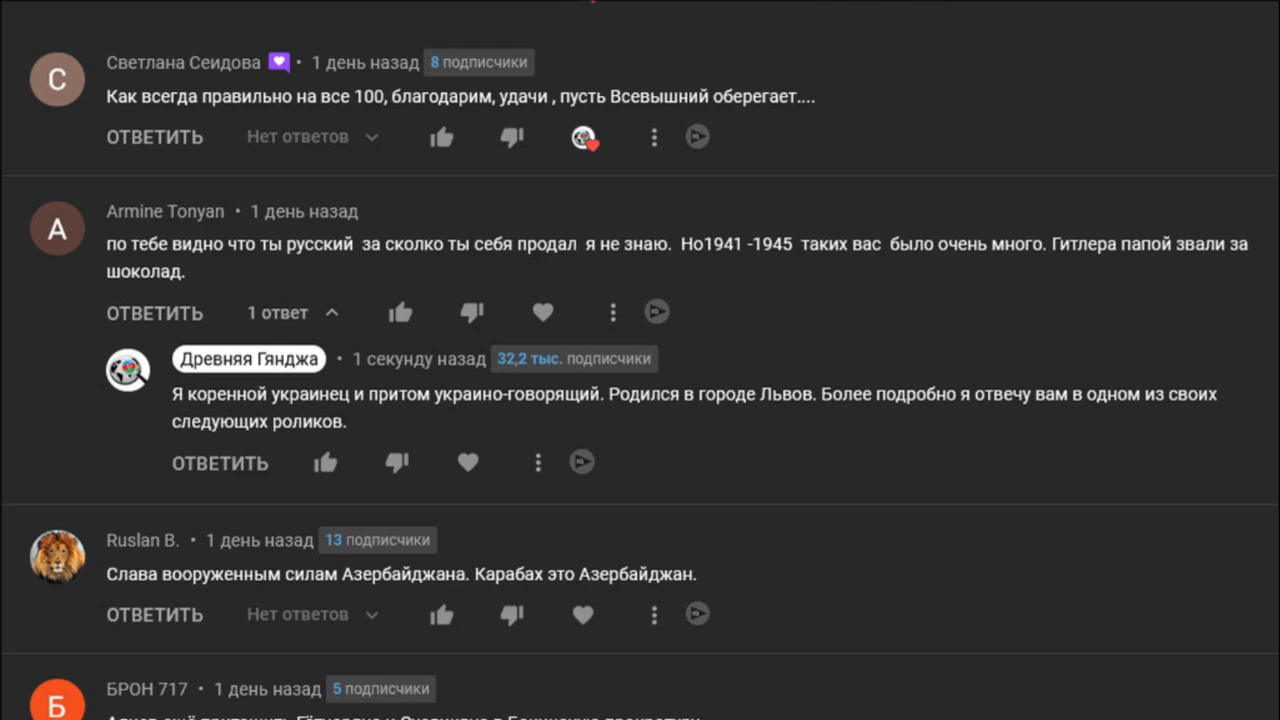 Светлана Сеидова • 1 день назад 8 подписчики
Как всегда правильно на все 100, благодарим, удачи , пусть Всевышний оберегает....
ОТВЕТИТЬ Нет ответов
С
Armine Tonyan • 1 день назад
А
по тебе видно что ты русский за сколко ты себя продал я не знаю. Но1941 -1945 таких вас было очень много. Гитлера папой звали за
шоколад.
ОТВЕТИТЬ 1 ответ
Древняя Гянджа • 1 секунду назад 32,2 тыс. подписчики
Я коренной украинец и притом украино-говорящий. Родился в городе Львов. Более подробно я отвечу вам в одном из своих
следующих роликов.
ОТВЕТИТЬ
Ruslan B. • 1 день назад 13 подписчики
Слава вооруженным силам Азербайджана. Карабах это Азербайджан.
ОТВЕТИТЬ Нет ответов
БРОН 717 • 1 день назад 5 подписчики
Б